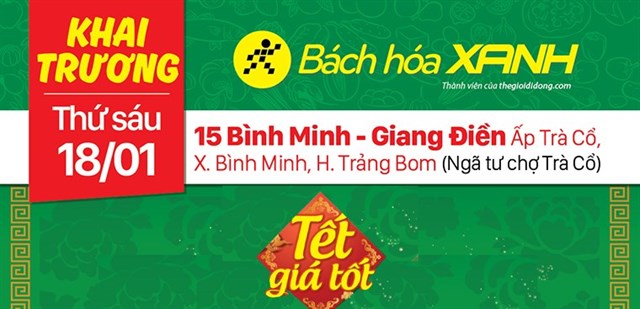 KHAI
TRƯƠNG
Thứ sáu
18/01
Bách hóa XANH
Thành viên của thegioididong.com
15 Bình Minh - Giang Điền Ấp Trà Cổ,
X. Bình Minh, H. Trảng Bom (Ngã tư chợ Trà Cổ)
Tết
giá tốt